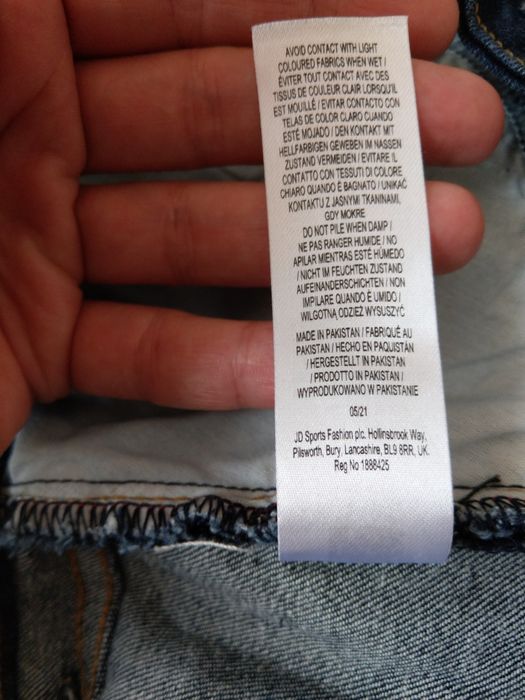 AVOID CONTACT WITH LIGHT
COLOURED FABRICS WHEN WET /
ÉVITER TOUT CONTACT AVEC DES
TISSUS DE COULEUR CLAIR LORSQU'IL
EST MOUILLÉ / EVITAR CONTACTO CON
TELAS DE COLOR CLARO CUANDO
ESTÉ MOJADO / DEN KONTAKT MIT
HELLFARBIGEN GEWEBEN IM NASSEN
ZUSTAND VERMEIDEN / EVITARE IL
CONTATTO CON TESSUTI DI COLORE
CHIARO QUANDO È BAGNATO / UNIKAĆ
KONTAKTU Z JASNYMI TKANINAMI,
GDY MOKRE
DO NOT PILE WHEN DAMP /
NE PAS RANGER HUMIDE / NO
APILAR MIENTRAS ESTÉ HÚMEDO
/ NICHT IM FEUCHTEN ZUSTAND
AUFEINANDERSCHICHTEN / NON
IMPILARE QUANDO È UMIDO /
WILGOTNĄ ODZIEŻ WYSUSZYĆ
MADE IN PAKISTAN / FABRIQUÉ AU
PAKISTAN / HECHO EN PAQUISTÁN
/ HERGESTELLT IN PAKISTAN
/ PRODOTTO IN PAKISTAN /
WYPRODUKOWANO W PAKISTANIE
05/21
JD Sports Fashion plc. Hollinsbrook Way,
Pilsworth, Bury, Lancashire, BL9 8RR, UK.
Reg No 1888425